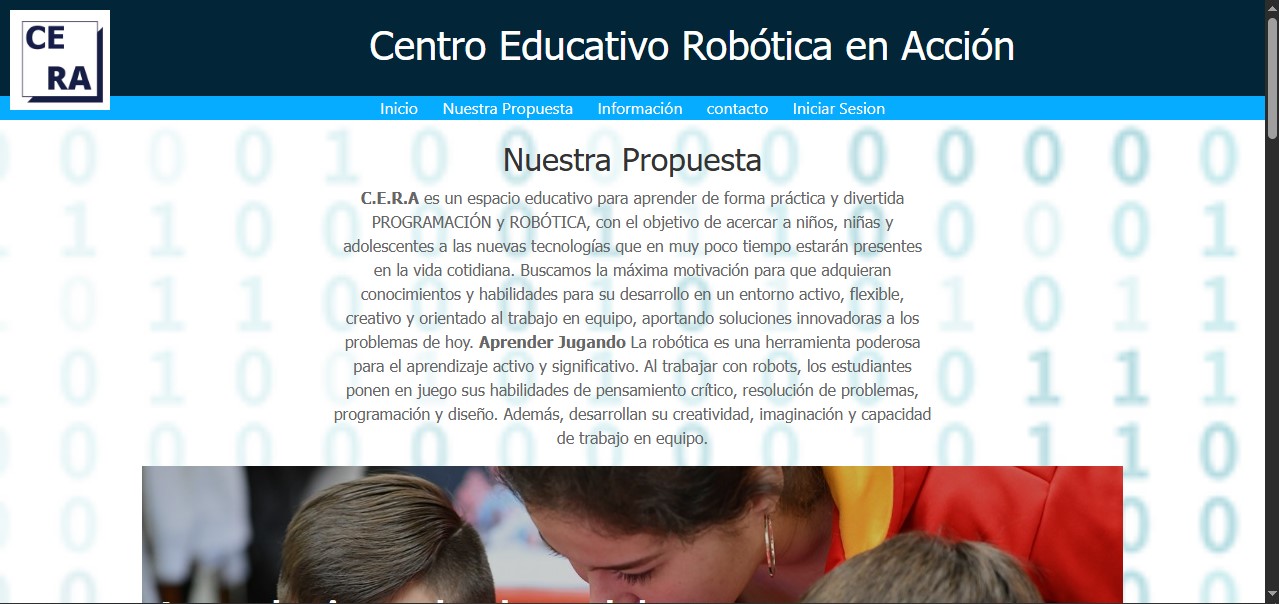 CE
RA
Centro Educativo Robótica en Acción
Inicio Nuestra Propuesta Información contacto Iniciar Sesion
Nuestra Propuesta
C.E.R.A es un espacio educativo para aprender de forma práctica y divertida
PROGRAMACIÓN y ROBÓTICA, con el objetivo de acercar a niños, niñas y
adolescentes a las nuevas tecnologías que en muy poco tiempo estarán presentes
en la vida cotidiana. Buscamos la máxima motivación para que adquieran
conocimientos y habilidades para su desarrollo en un entorno activo, flexible,
creativo y orientado al trabajo en equipo, aportando soluciones innovadoras a los
problemas de hoy. Aprender Jugando La robótica es una herramienta poderosa
para el aprendizaje activo y significativo. Al trabajar con robots, los estudiantes
ponen en juego sus habilidades de pensamiento crítico, resolución de problemas,
programación y diseño. Además, desarrollan su creatividad, imaginación y capacidad
de trabajo en equipo.